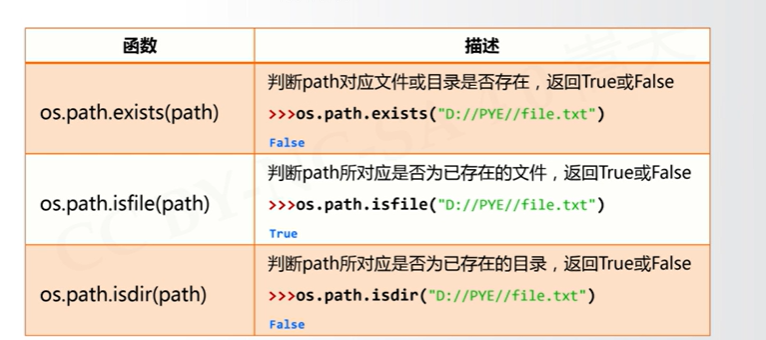 函数
描述
os.path.exists(path)
判断path对应文件或目录是否存在，返回True或False
>>>os.path.exists("D://PYE//file.txt")
False
os.path.isfile(path)
判断path所对应是否为已存在的文件，返回True或False
>>>os.path.isfile("D://PYE//file.txt")
True
os.path.isdir(path)
判断path所对应是否为已存在的目录，返回True或False
>>>os.path.isdir("D://PYE//file.txt")
False